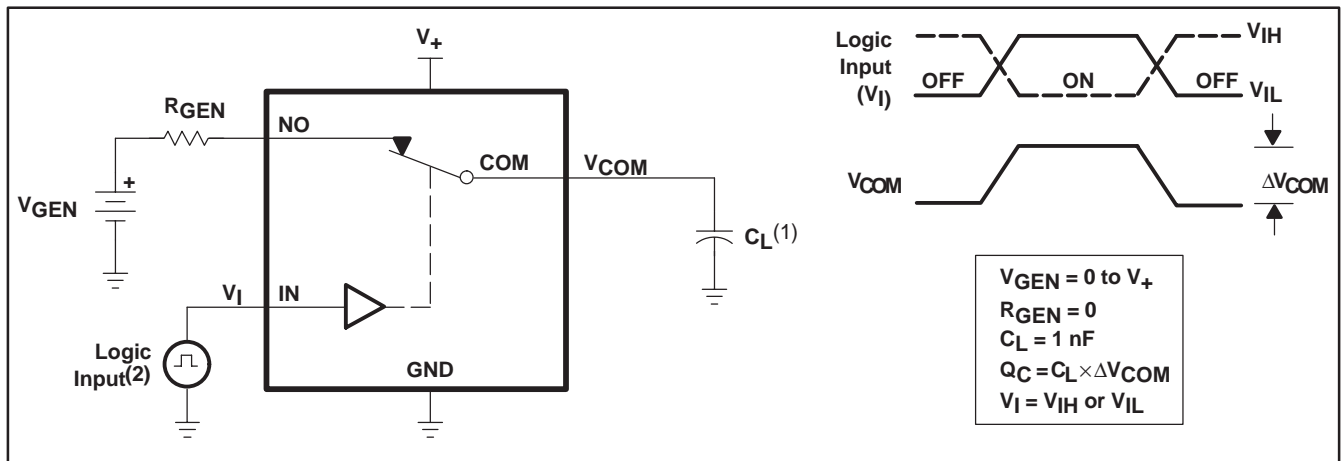 V+
RGEN
NO
COM
VCOM
+
VGEN
CL(1)
VI
IN
Logic
Input(2)
GND
Logic
Input
(VI)
OFF
ON
OFF
VIH
VIL
VCOM
ΔVCOM
VGEN = 0 to V+
RGEN = 0
CL = 1 nF
QC = CL × ΔVCOM
VI = VIH or VIL